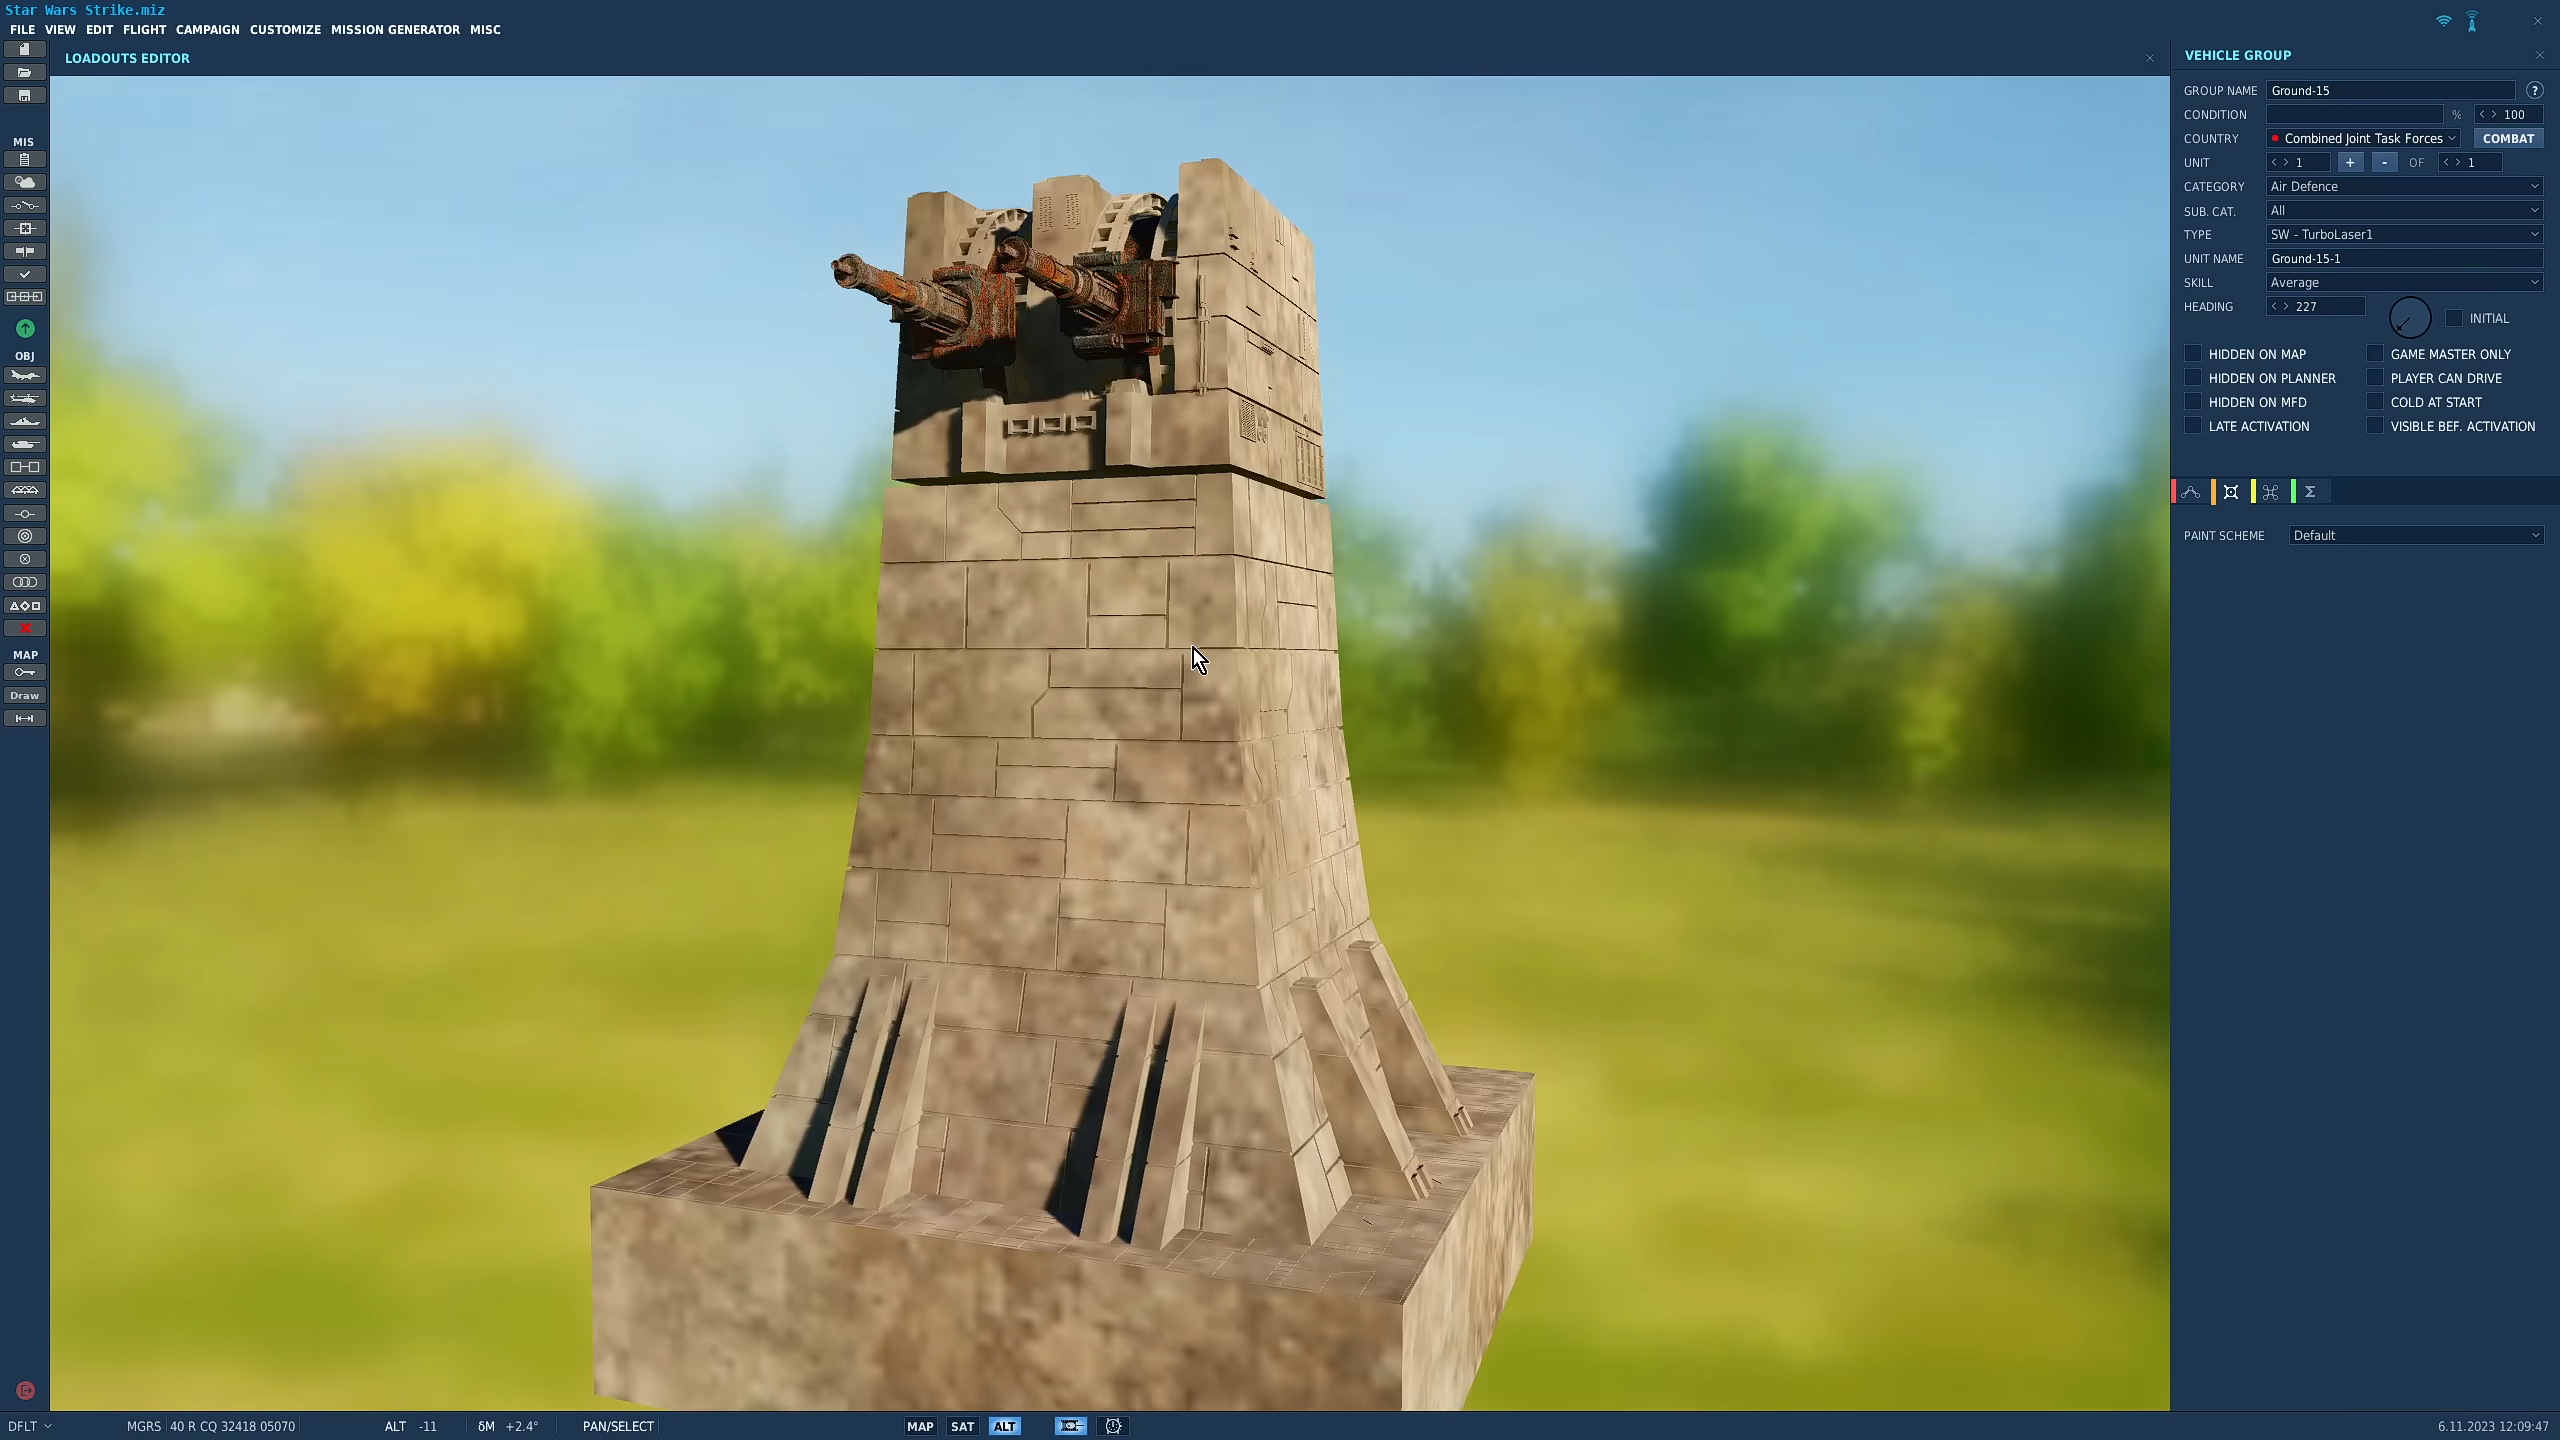 Star Wars Strike.miz
FILE VIEW EDIT FLIGHT CAMPAIGN CUSTOMIZE MISSION GENERATOR MISC
LOADOUTS EDITOR
MIS
OBJ
MAP
Draw
VEHICLE GROUP
GROUP NAME Ground-15 ?
CONDITION % 100
COUNTRY Combined Joint Task Forces COMBAT
UNIT 1 + - OF 1
CATEGORY Air Defence
SUB. CAT. All
TYPE SW - TurboLaser1
UNIT NAME Ground-15-1
SKILL Average
HEADING 227 INITIAL
HIDDEN ON MAP GAME MASTER ONLY
HIDDEN ON PLANNER PLAYER CAN DRIVE
HIDDEN ON MFD COLD AT START
LATE ACTIVATION VISIBLE BEF. ACTIVATION
Σ
PAINT SCHEME Default
DFLT MGRS 40 R CQ 32418 05070 ALT -11 δM +2.4° PAN/SELECT MAP SAT ALT 6.11.2023 12:09:47